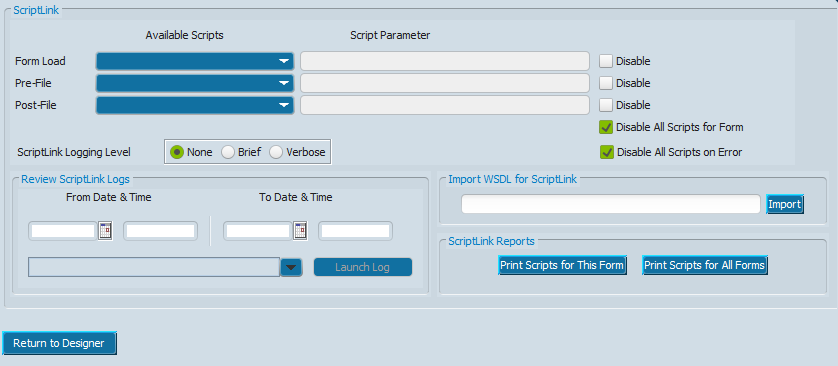 ScriptLink
Available Scripts Script Parameter
Form Load Disable
Pre-File Disable
Post-File Disable
Disable All Scripts for Form
ScriptLink Logging Level None Brief Verbose Disable All Scripts on Error
Review ScriptLink Logs
From Date & Time To Date & Time
Launch Log
Import WSDL for ScriptLink
Import
ScriptLink Reports
Print Scripts for This Form Print Scripts for All Forms
Return to Designer